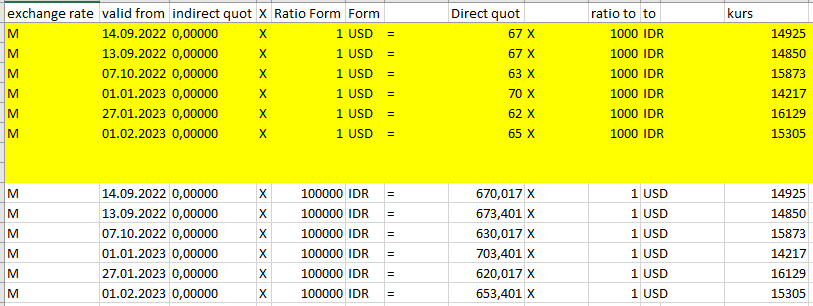 exchange rate valid from indirect quot X Ratio Form Form Direct quot ratio to to kurs
M 14.09.2022 0,00000 X 1 USD = 67 X 1000 IDR 14925
M 13.09.2022 0,00000 X 1 USD = 67 X 1000 IDR 14850
M 07.10.2022 0,00000 X 1 USD = 63 X 1000 IDR 15873
M 01.01.2023 0,00000 X 1 USD = 70 X 1000 IDR 14217
M 27.01.2023 0,00000 X 1 USD = 62 X 1000 IDR 16129
M 01.02.2023 0,00000 X 1 USD = 65 X 1000 IDR 15305
M 14.09.2022 0,00000 X 100000 IDR = 670,017 X 1 USD 14925
M 13.09.2022 0,00000 X 100000 IDR = 673,401 X 1 USD 14850
M 07.10.2022 0,00000 X 100000 IDR = 630,017 X 1 USD 15873
M 01.01.2023 0,00000 X 100000 IDR = 703,401 X 1 USD 14217
M 27.01.2023 0,00000 X 100000 IDR = 620,017 X 1 USD 16129
M 01.02.2023 0,00000 X 100000 IDR = 653,401 X 1 USD 15305